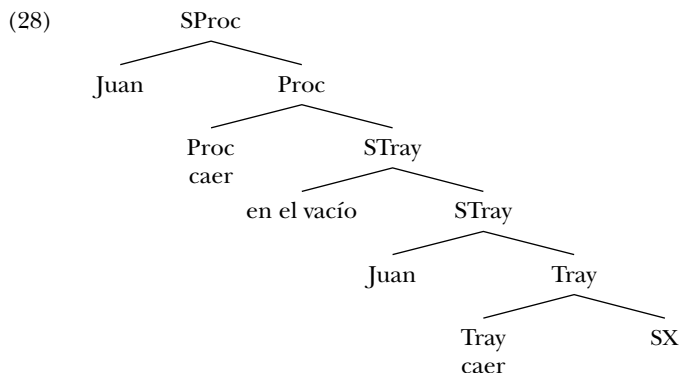 (28) SProc
Juan Proc
Proc STray
caer
en el vacío STray
Juan Tray
Tray SX
caer